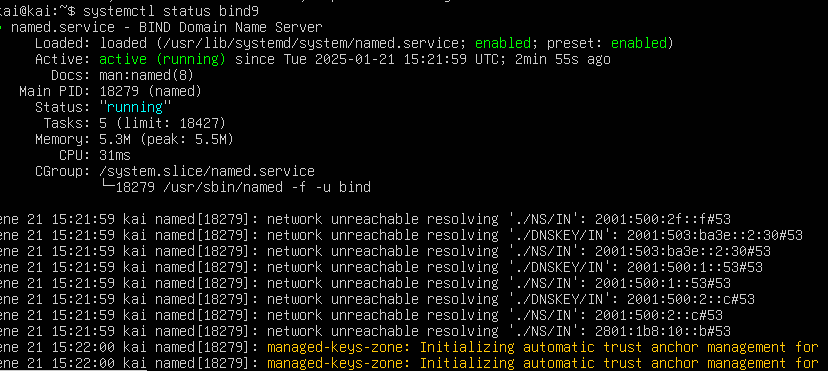 kai@kai:~$ systemctl status bind9
● named.service - BIND Domain Name Server
Loaded: loaded (/usr/lib/systemd/system/named.service; enabled; preset: enabled)
Active: active (running) since Tue 2025-01-21 15:21:59 UTC; 2min 55s ago
Docs: man:named(8)
Main PID: 18279 (named)
Status: "running"
Tasks: 5 (limit: 18427)
Memory: 5.3M (peak: 5.5M)
CPU: 31ms
CGroup: /system.slice/named.service
└─18279 /usr/sbin/named -f -u bind
ene 21 15:21:59 kai named[18279]: network unreachable resolving './NS/IN': 2001:500:2f::f#53
ene 21 15:21:59 kai named[18279]: network unreachable resolving './DNSKEY/IN': 2001:503:ba3e::2:30#53
ene 21 15:21:59 kai named[18279]: network unreachable resolving './NS/IN': 2001:503:ba3e::2:30#53
ene 21 15:21:59 kai named[18279]: network unreachable resolving './DNSKEY/IN': 2001:500:1::53#53
ene 21 15:21:59 kai named[18279]: network unreachable resolving './NS/IN': 2001:500:1::53#53
ene 21 15:21:59 kai named[18279]: network unreachable resolving './DNSKEY/IN': 2001:500:2::c#53
ene 21 15:21:59 kai named[18279]: network unreachable resolving './NS/IN': 2001:500:2::c#53
ene 21 15:21:59 kai named[18279]: network unreachable resolving './NS/IN': 2801:1b8:10::b#53
ene 21 15:22:00 kai named[18279]: managed-keys-zone: Initializing automatic trust anchor management for
ene 21 15:22:00 kai named[18279]: managed-keys-zone: Initializing automatic trust anchor management for